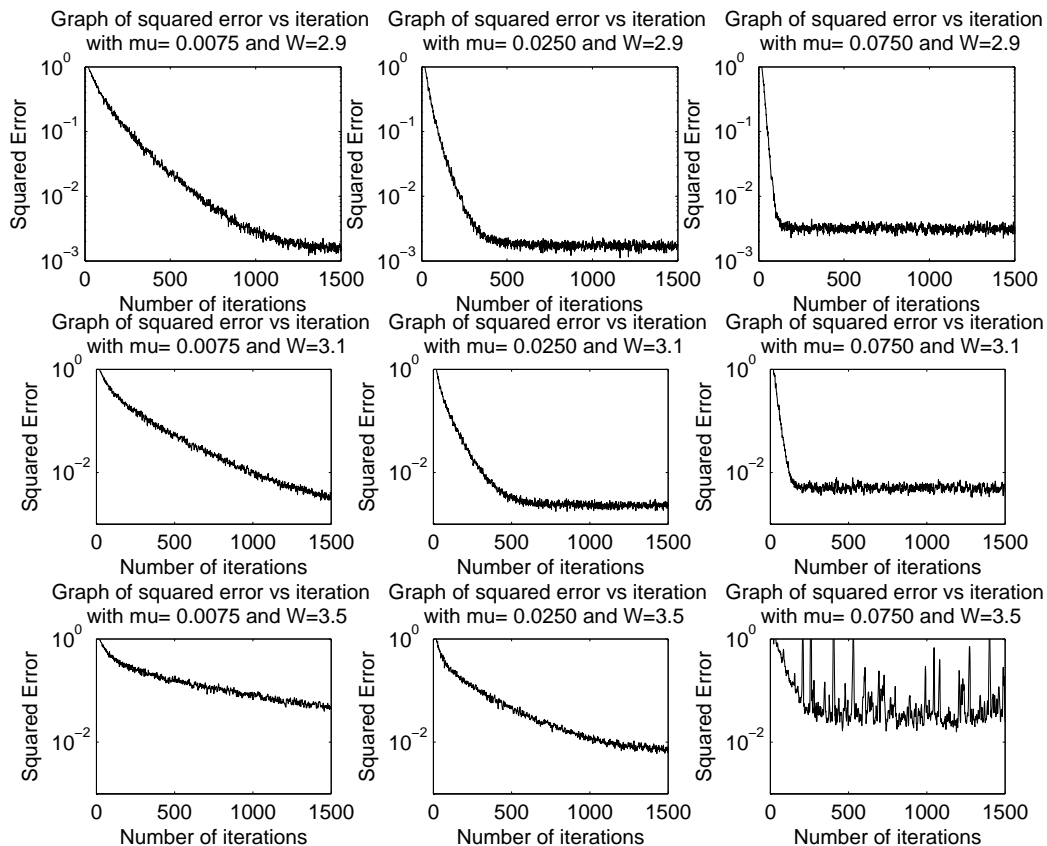 Graph of squared error vs iteration
with mu= 0.0075 and W=2.9
10^0
10^−1
10^−2
10^−3
Squared Error
0 500 1000 1500
Number of iterctions
Graph of squared error vs iteration
with mu= 0.0250 and W=2.9
10^0
10^−1
10^−2
10^−3
Squared Error
0 500 1000 1500
Number of iterations
Graph of squared error vs iteration
with mu= 0.0750 and W=2.9
10^0
10^−1
10^−2
10^−3
Squared Error
0 500 1000 1500
Number of iterations
Graph of squared error vs iteration
with mu= 0.0075 and W=3.1
10^0
10^−2
Squared Error
0 500 1000 1500
Number of iterations
Graph of squared error vs iteration
with mu= 0.0250 and W=3.1
10^0
10^−2
Squared Error
0 500 1000 1500
Number of iterations
Graph of squared error vs iteration
with mu= 0.0750 and W=3.1
10^0
10^−2
Squared Error
0 500 1000 1500
Number of iterations
Graph of squared error vs iteration
with mu= 0.0075 and W=3.5
10^0
10^−2
Squared Error
0 500 1000 1500
Number of iterations
Graph of squared error vs iteration
with mu= 0.0250 and W=3.5
10^0
10^−2
Squared Error
0 500 1000 1500
Number of iterations
Graph of squared error vs iteration
with mu= 0.0750 and W=3.5
10^0
10^−2
Squared Error
0 500 1000 1500
Number of iterations